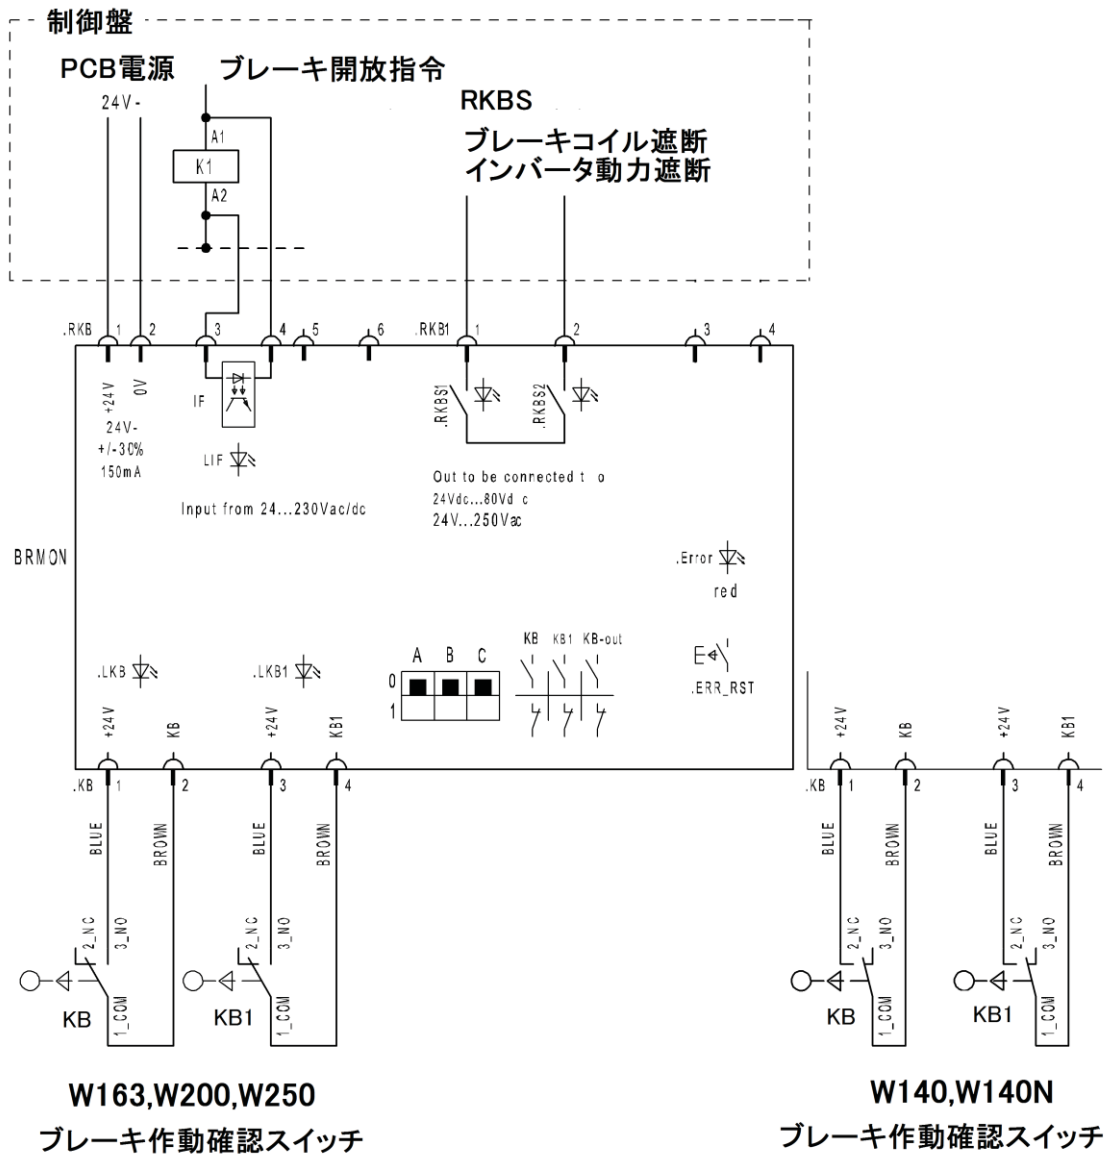 制御盤
PCB電源
ブレーキ開放指令
24V-
A1
K1
A2
RKBS
ブレーキコイル遮断
インバータ動力遮断
.RKB 1 2 3 4 5 6 .RKB1 1 2 3 4
+24V
0V
24V-
+/-30%
150mA
IF
LIF
Input from 24...230Vac/dc
.RKBS1
.RKBS2
Out to be connected t o
24Vdc...80Vd c
24V...250Vac
BRMON
.Error
red
.LKB
.LKB1
A B C
0
1
KB KB1 KB-out
.ERR_RST
+24V KB +24V KB1
.KB 1 2 3 4
BLUE BROWN BLUE BROWN
2_NC 3_NO 2_NC 3_NO
1_COM 1_COM
KB KB1
W163,W200,W250
ブレーキ作動確認スイッチ
+24V KB +24V KB1
.KB 1 2 3 4
BLUE BROWN BLUE BROWN
2_NC 3_NO 2_NC 3_NO
1_COM 1_COM
KB KB1
W140,W140N
ブレーキ作動確認スイッチ